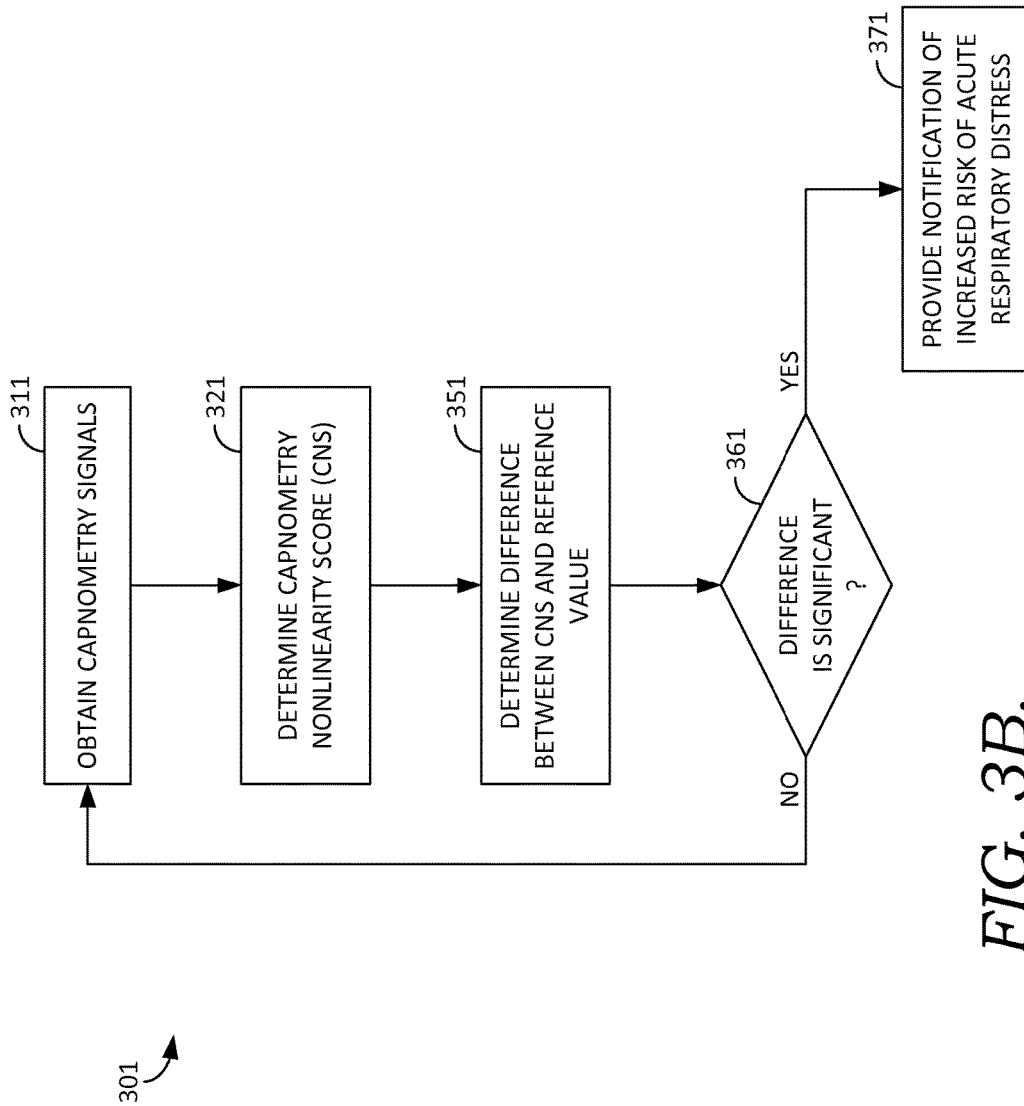 301
311
OBTAIN CAPNOMETRY SIGNALS
321
DETERMINE CAPNOMETRY
NONLINEARITY SCORE (CNS)
351
DETERMINE DIFFERENCE
BETWEEN CNS AND REFERENCE
VALUE
361
DIFFERENCE
IS SIGNIFICANT
?
NO
YES
371
PROVIDE NOTIFICATION OF
INCREASED RISK OF ACUTE
RESPIRATORY DISTRESS
FIG. 3B.